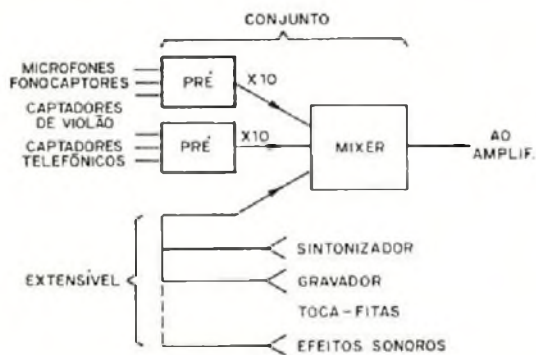 CONJUNTO
MICROFONES
FONOCAPTORES
PRÉ
X10
CAPTADORES
DE VIOLÃO
CAPTADORES
TELEFÔNICOS
PRÉ
X10
MIXER
AO
AMPLIF.
EXTENSÍVEL
SINTONIZADOR
GRAVADOR
TOCA-FITAS
EFEITOS SONOROS